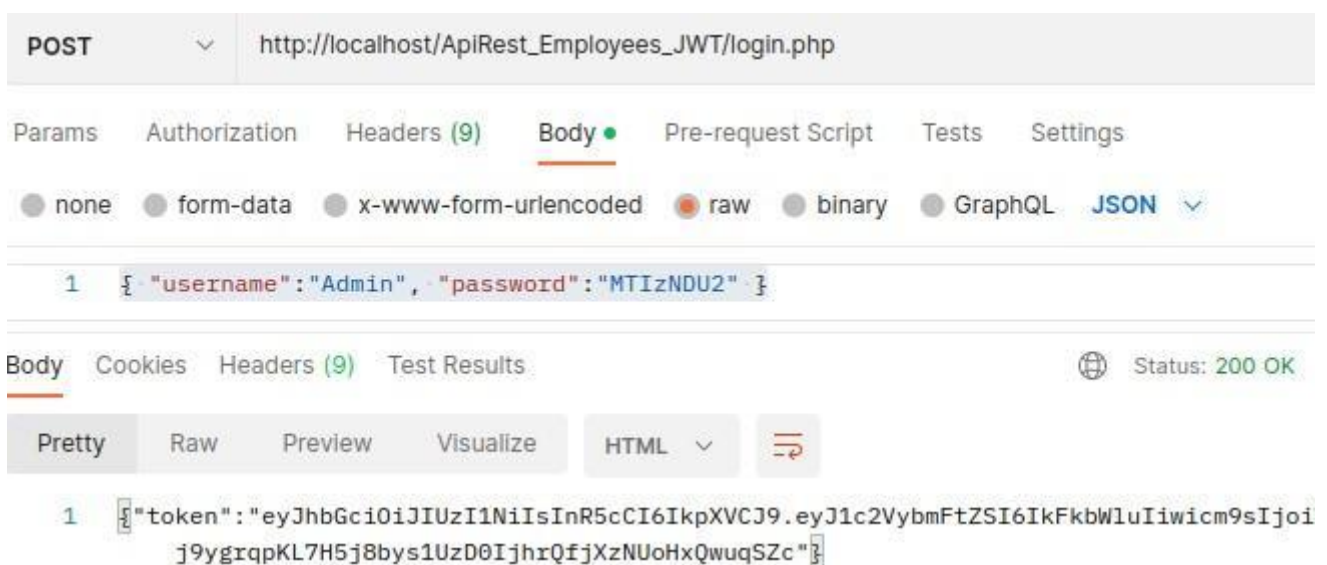 POST http://localhost/ApiRest_Employees_JWT/login.php
Params Authorization Headers (9) Body Pre-request Script Tests Settings
none form-data x-www-form-urlencoded raw binary GraphQL JSON
1 { "username":"Admin", "password":"MTIzNDU2" }
Body Cookies Headers (9) Test Results Status: 200 OK
Pretty Raw Preview Visualize HTML
1 {"token":"eyJhbGciOiJIUzI1NiIsInR5cCI6IkpXVCJ9.eyJ1c2VybmFtZSI6IkFkbWluIiwicm9sIjoi
j9ygrqpKL7H5j8bys1UzD0IjhrQfjXzNUoHxQwuqSZc"}